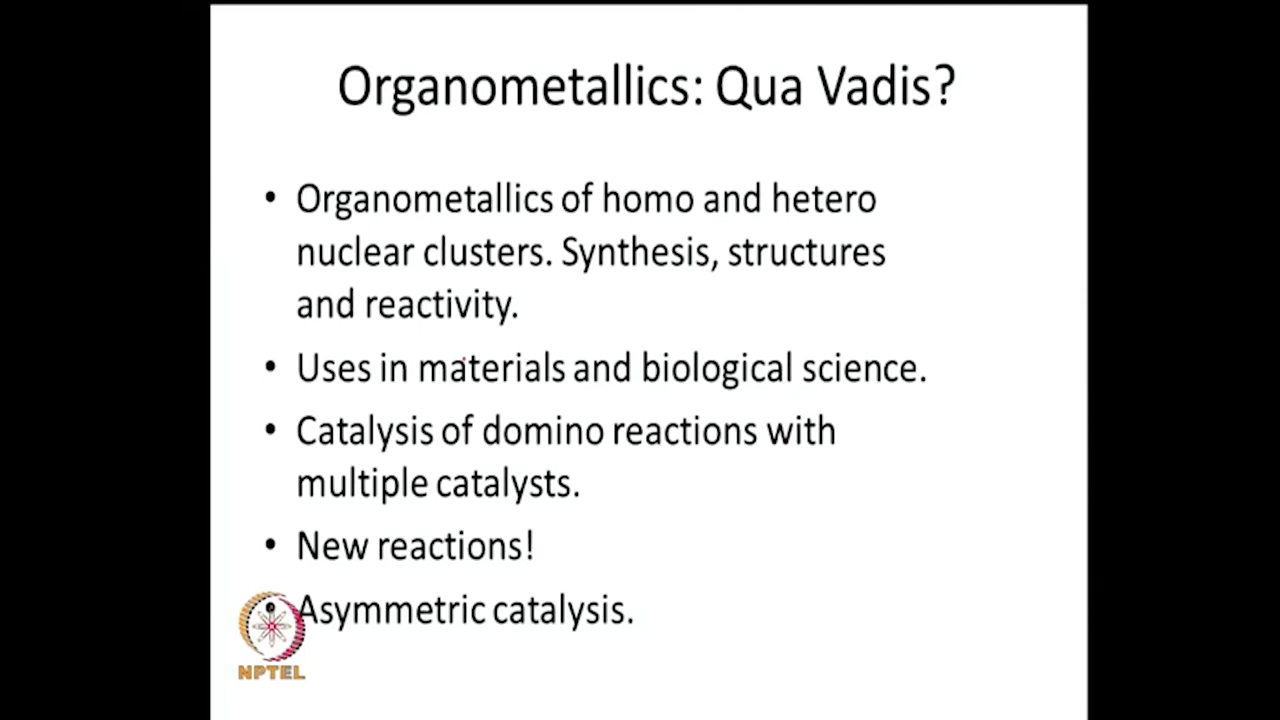 Organometallics: Qua Vadis?
• Organometallics of homo and hetero
nuclear clusters. Synthesis, structures
and reactivity.
• Uses in materials and biological science.
• Catalysis of domino reactions with
multiple catalysts.
• New reactions!
• Asymmetric catalysis.
NPTEL